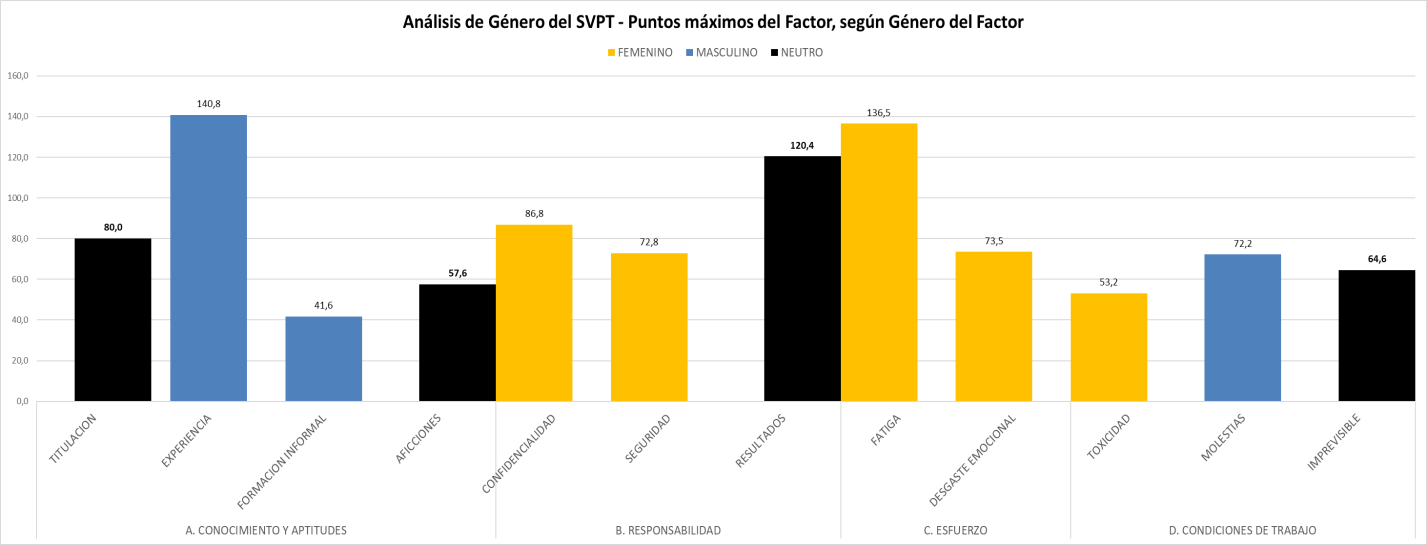 Análisis de Género del SVPT - Puntos máximos del Factor, según Género del Factor
FEMENINO MASCULINO NEUTRO
160,0
140,0
120,0
100,0
80,0
60,0
40,0
20,0
0,0
80,0
140,8
41,6
57,6
86,8
72,8
120,4
136,5
73,5
53,2
72,2
64,6
TITULACION
EXPERIENCIA
FORMACION INFORMAL
AFICCIONES
CONFIDENCIALIDAD
SEGURIDAD
RESULTADOS
FATIGA
DESGASTE EMOCIONAL
TOXICIDAD
MOLESTIAS
IMPREVISIBLE
A. CONOCIMIENTO Y APTITUDES
B. RESPONSABILIDAD
C. ESFUERZO
D. CONDICIONES DE TRABAJO